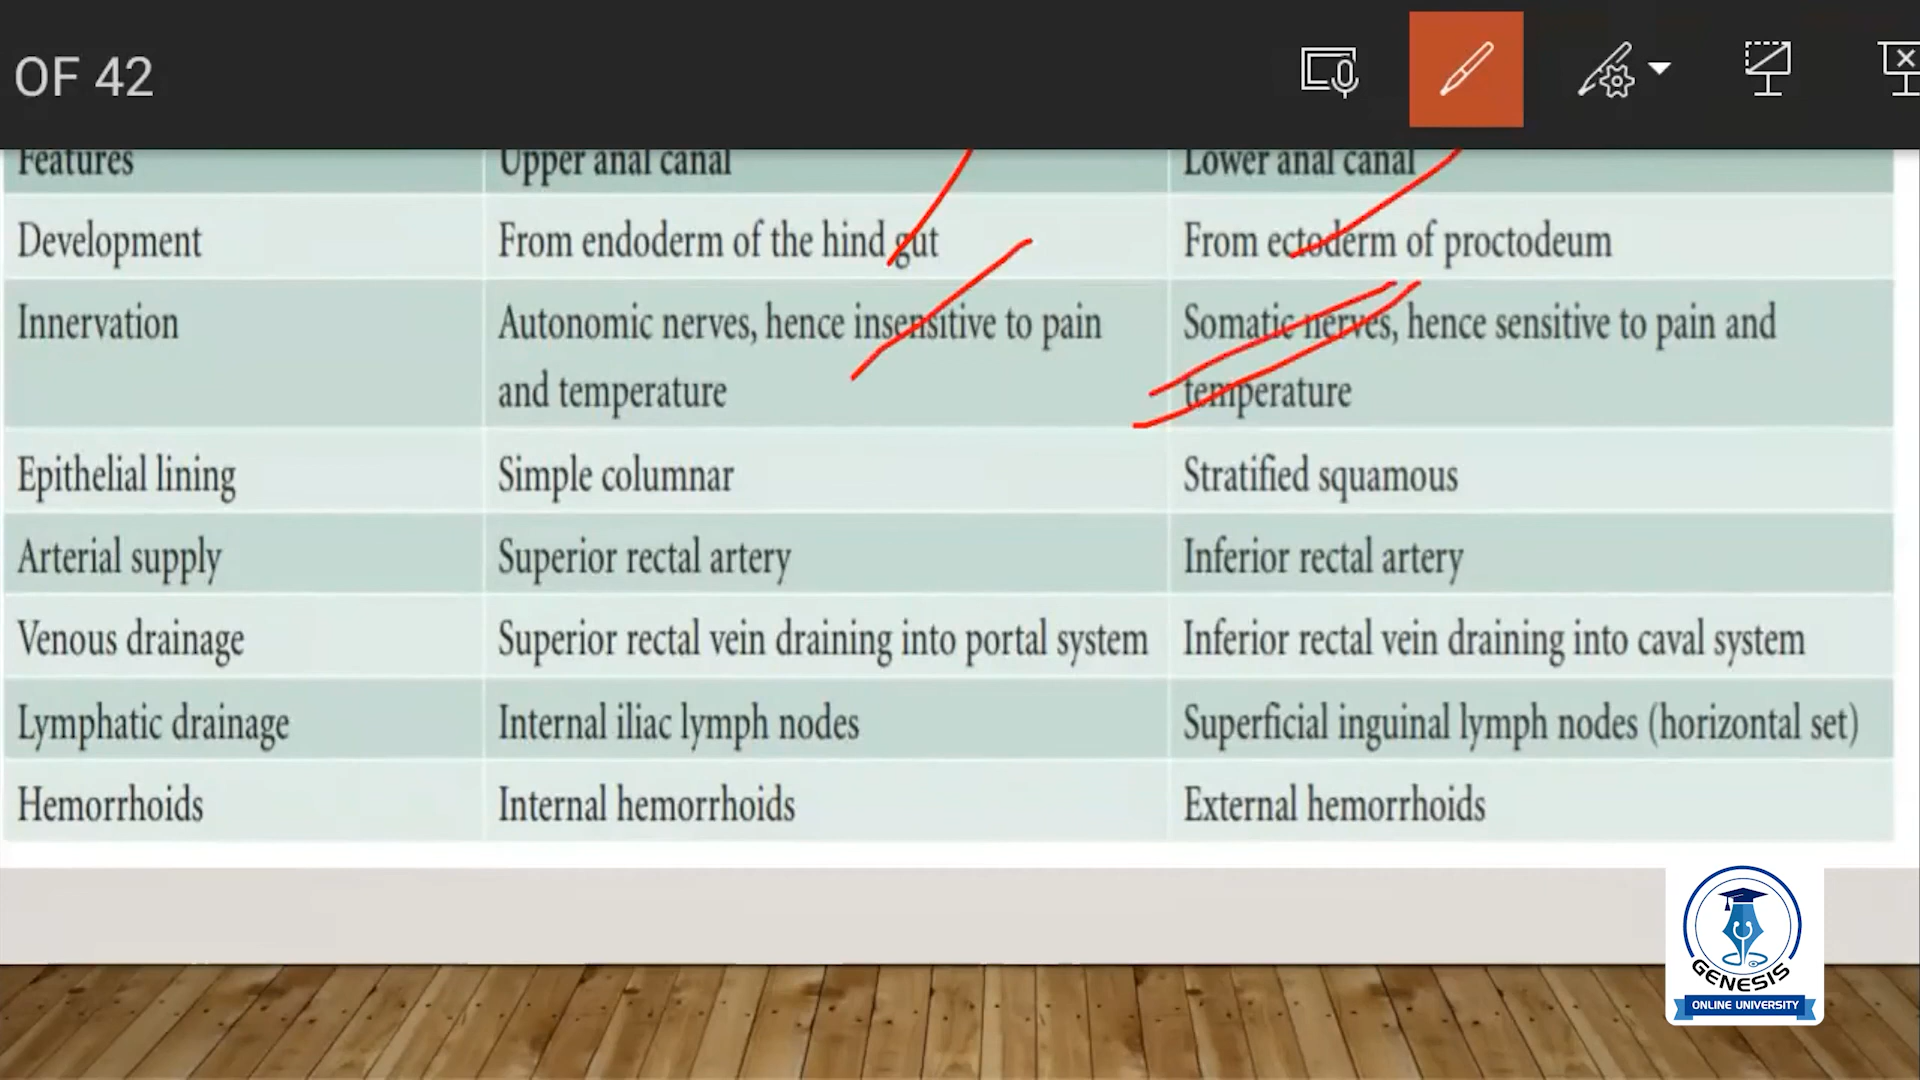 OF 42
Features Upper anal canal Lower anal canal
Development From endoderm of the hind gut From ectoderm of proctodeum
Innervation Autonomic nerves, hence insensitive to pain Somatic nerves, hence sensitive to pain and
and temperature temperature
Epithelial lining Simple columnar Stratified squamous
Arterial supply Superior rectal artery Inferior rectal artery
Venous drainage Superior rectal vein draining into portal system Inferior rectal vein draining into caval system
Lymphatic drainage Internal iliac lymph nodes Superficial inguinal lymph nodes (horizontal set)
Hemorrhoids Internal hemorrhoids External hemorrhoids
GENESIS
ONLINE UNIVERSITY